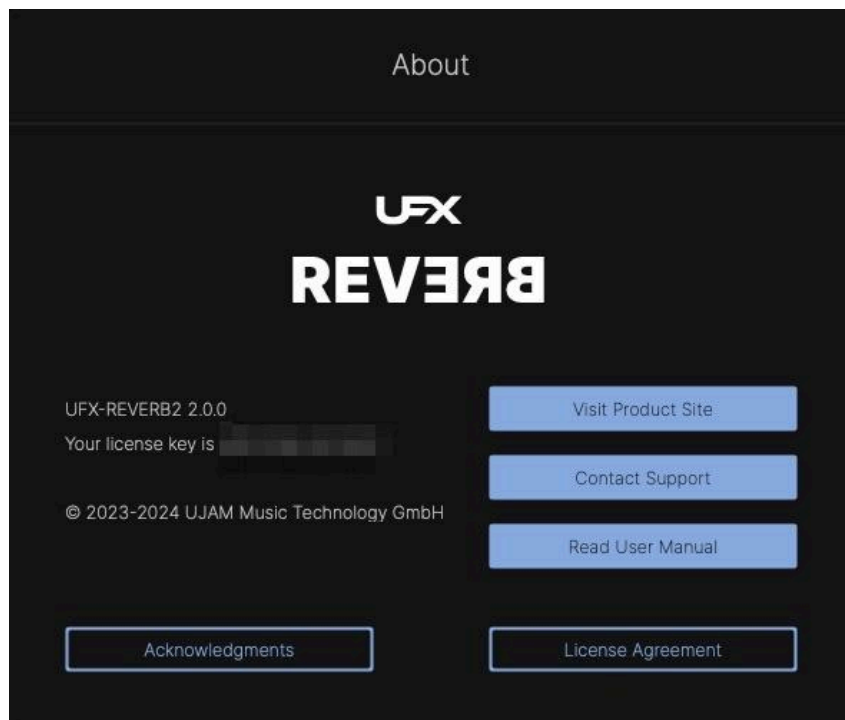 About
UFX
REVERB
UFX-REVERB2 2.0.0
Your license key is
© 2023-2024 UJAM Music Technology GmbH
Visit Product Site
Contact Support
Read User Manual
Acknowledgments
License Agreement